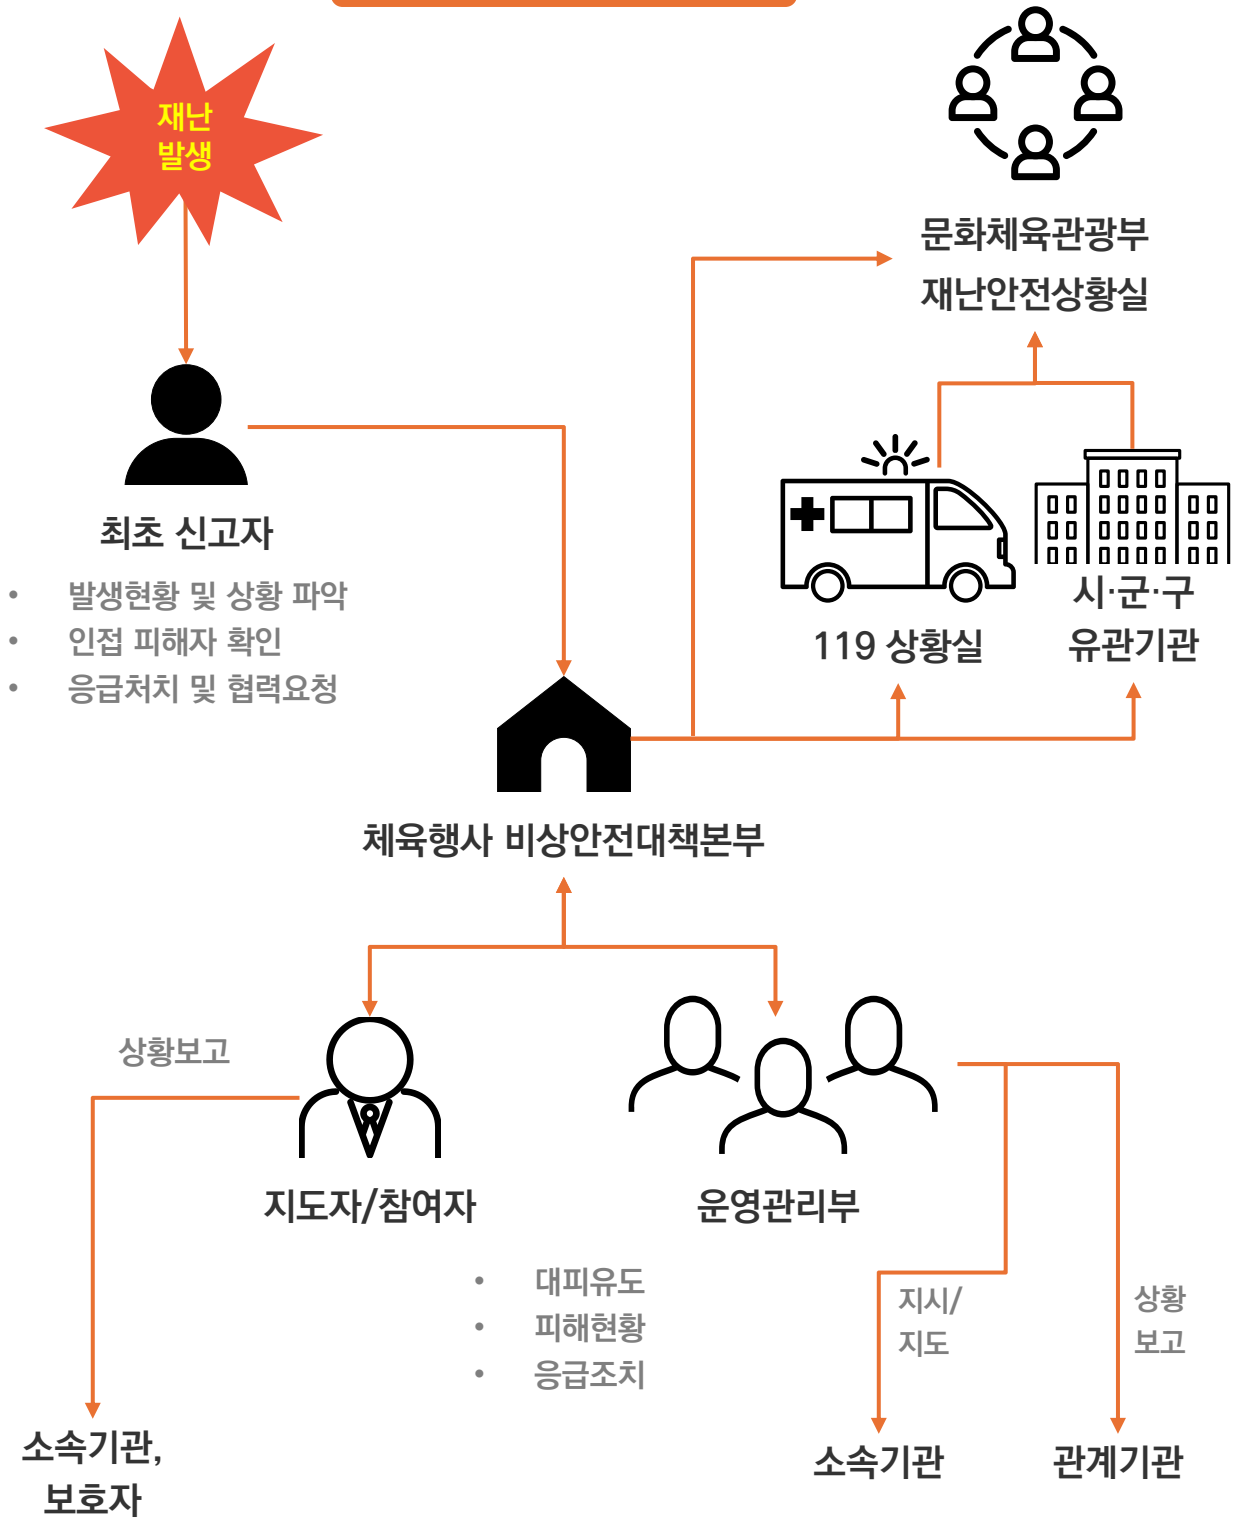 재난
발생
문화체육관광부
재난안전상황실
최초 신고자
• 발생현황 및 상황 파악
• 인접 피해자 확인
• 응급처치 및 협력요청
119 상황실
시·군·구
유관기관
체육행사 비상안전대책본부
상황보고
지도자/참여자
운영관리부
• 대피유도
• 피해현황
• 응급조치
지시/
지도
상황
보고
소속기관,
보호자
소속기관
관계기관